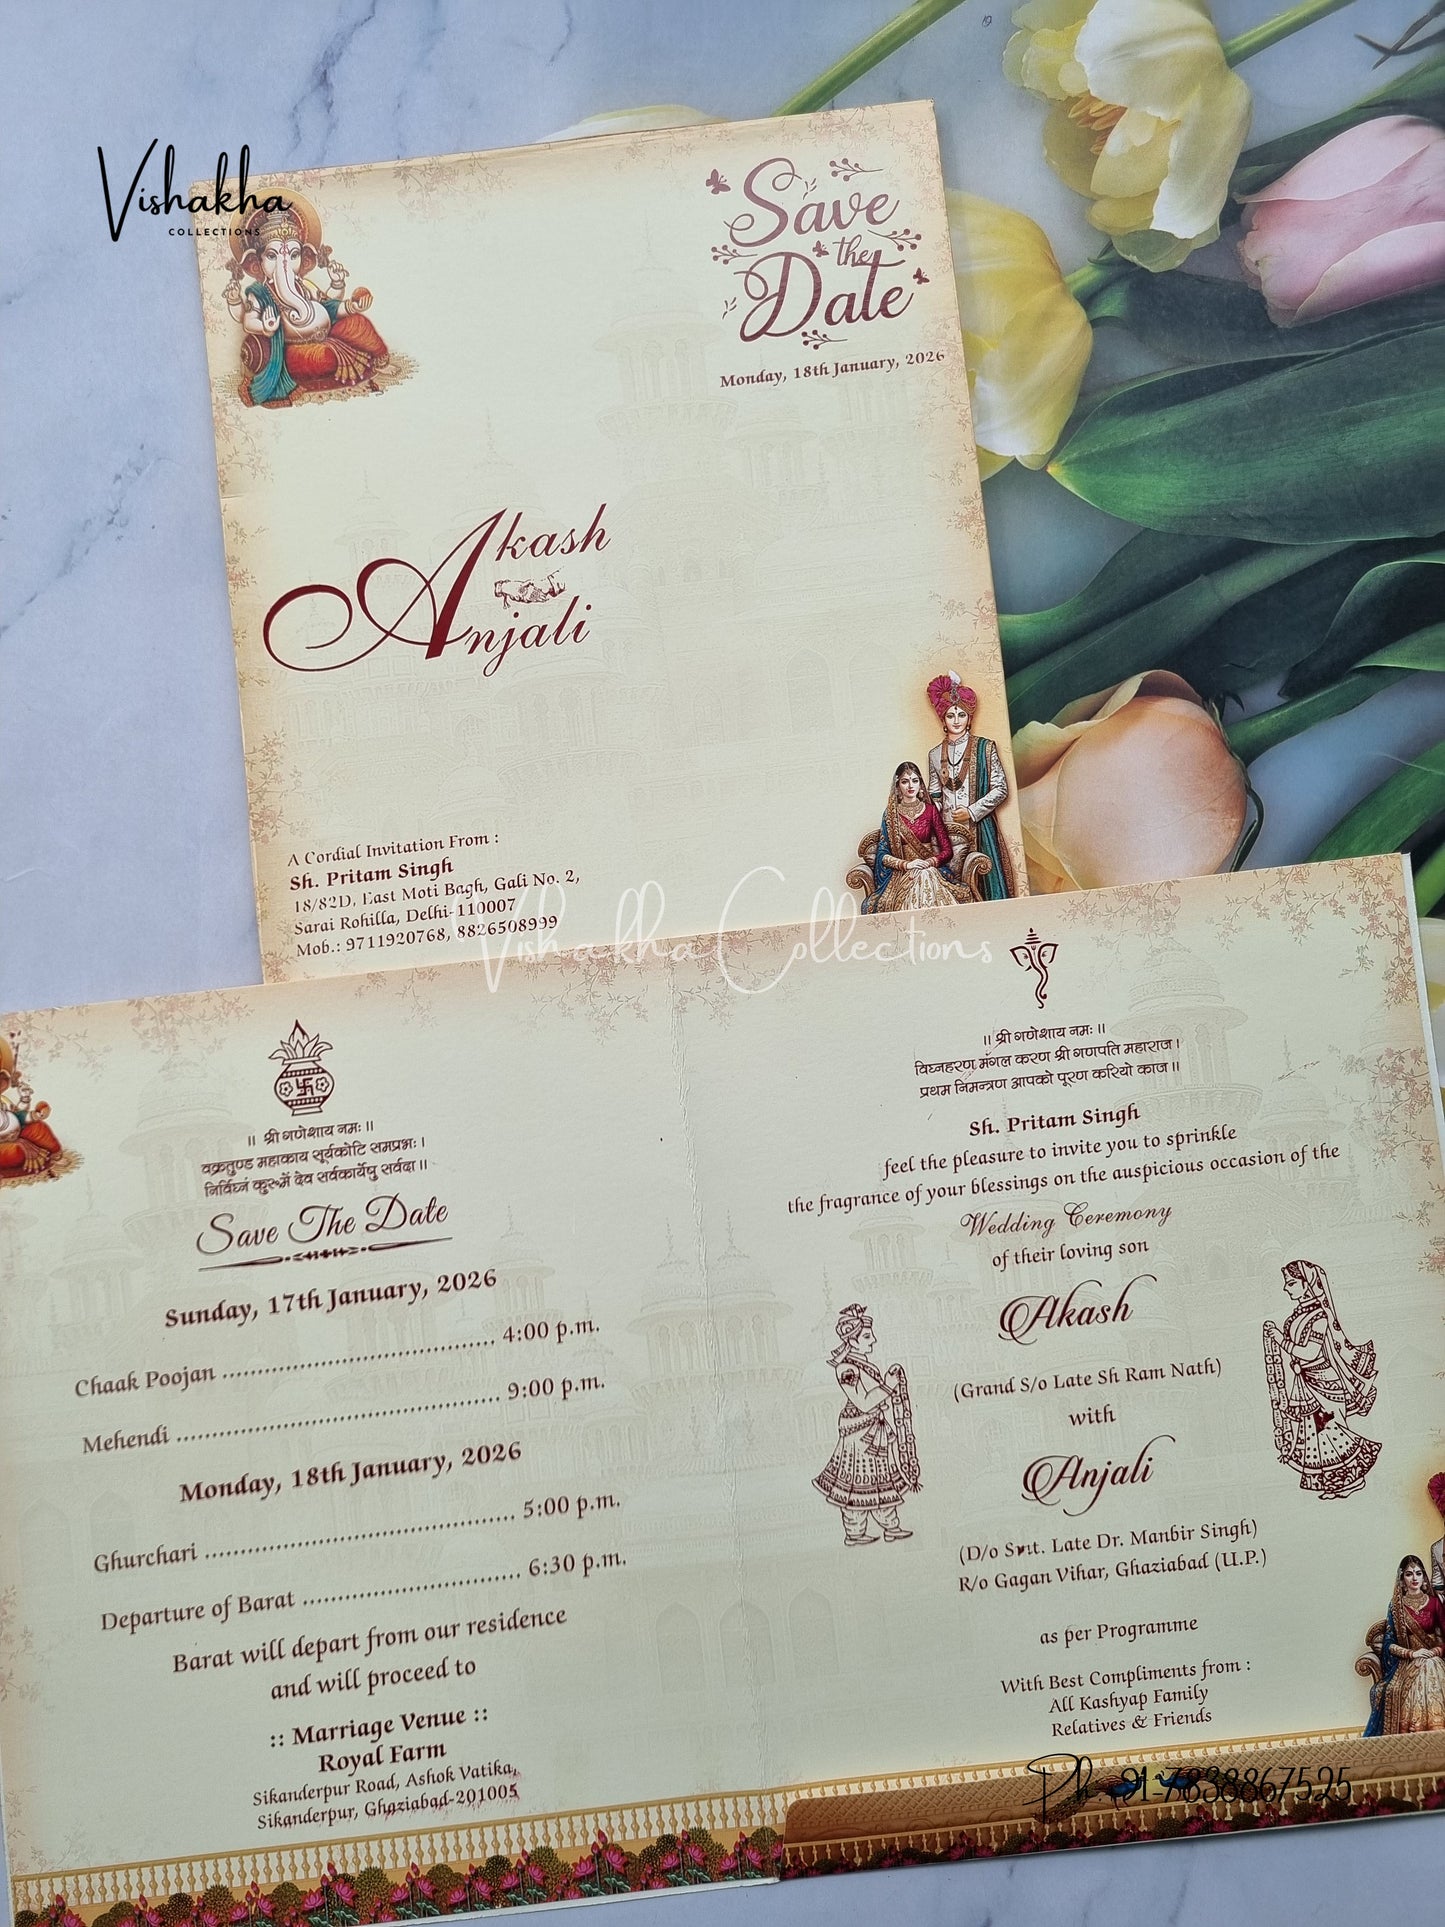 Vishakha
COLLECTIONS
Save
the
Date
Monday, 18th January, 2026
Akash
Anjali
A Cordial Invitation From :
Sh. Pritam Singh
18/82D, East Moti Bagh, Gali No. 2,
Sarai Rohilla, Delhi-110007
Mob.: 9711920768, 8826508999
Vishakha Collections
॥ श्री गणेशाय नमः ॥
वक्रतुण्ड महाकाय सूर्यकोटि समप्रभः ।
निर्विघ्नं कुरूमें देव सर्वकार्येषु सर्वदा ॥
Save The Date
Sunday, 17th January, 2026
Chaak Poojan ...................................... 4:00 p.m.
Mehendi ............................................. 9:00 p.m.
Monday, 18th January, 2026
Ghurchari ........................................... 5:00 p.m.
Departure of Barat .............................. 6:30 p.m.
Barat will depart from our residence
and will proceed to
:: Marriage Venue ::
Royal Farm
Sikanderpur Road, Ashok Vatika,
Sikanderpur, Ghaziabad-201005
॥ श्री गणेशाय नमः ॥
विघ्नहरण मँगल करण श्री गणपति महाराज ।
प्रथम निमन्त्रण आपको पूरण करियो काज ॥
Sh. Pritam Singh
feel the pleasure to invite you to sprinkle
the fragrance of your blessings on the auspicious occasion of the
Wedding Ceremony
of their loving son
Akash
(Grand S/o Late Sh Ram Nath)
with
Anjali
(D/o Smt. Late Dr. Manbir Singh)
R/o Gagan Vihar, Ghaziabad (U.P.)
as per Programme
With Best Compliments from :
All Kashyap Family
Relatives & Friends
Ph. 91-7838867525